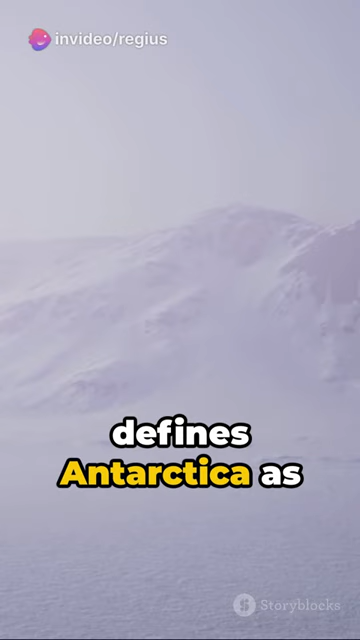 invideo/regius
defines
Antarctica as
Storyblocks